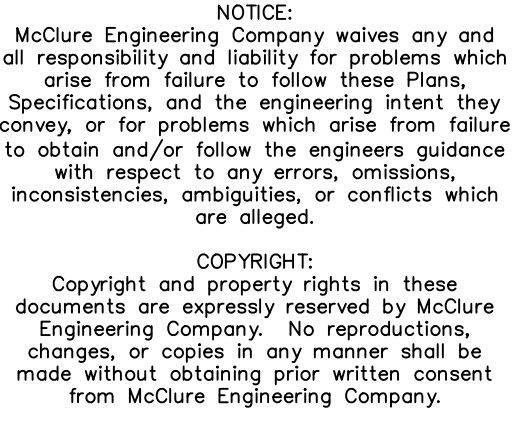 NOTICE:
McClure Engineering Company waives any and
all responsibility and liability for problems which
arise from failure to follow these Plans,
Specifications, and the engineering intent they
convey, or for problems which arise from failure
to obtain and/or follow the engineers guidance
with respect to any errors, omissions,
inconsistencies, ambiguities, or conflicts which
are alleged.
COPYRIGHT:
Copyright and property rights in these
documents are expressly reserved by McClure
Engineering Company. No reproductions,
changes, or copies in any manner shall be
made without obtaining prior written consent
from McClure Engineering Company.